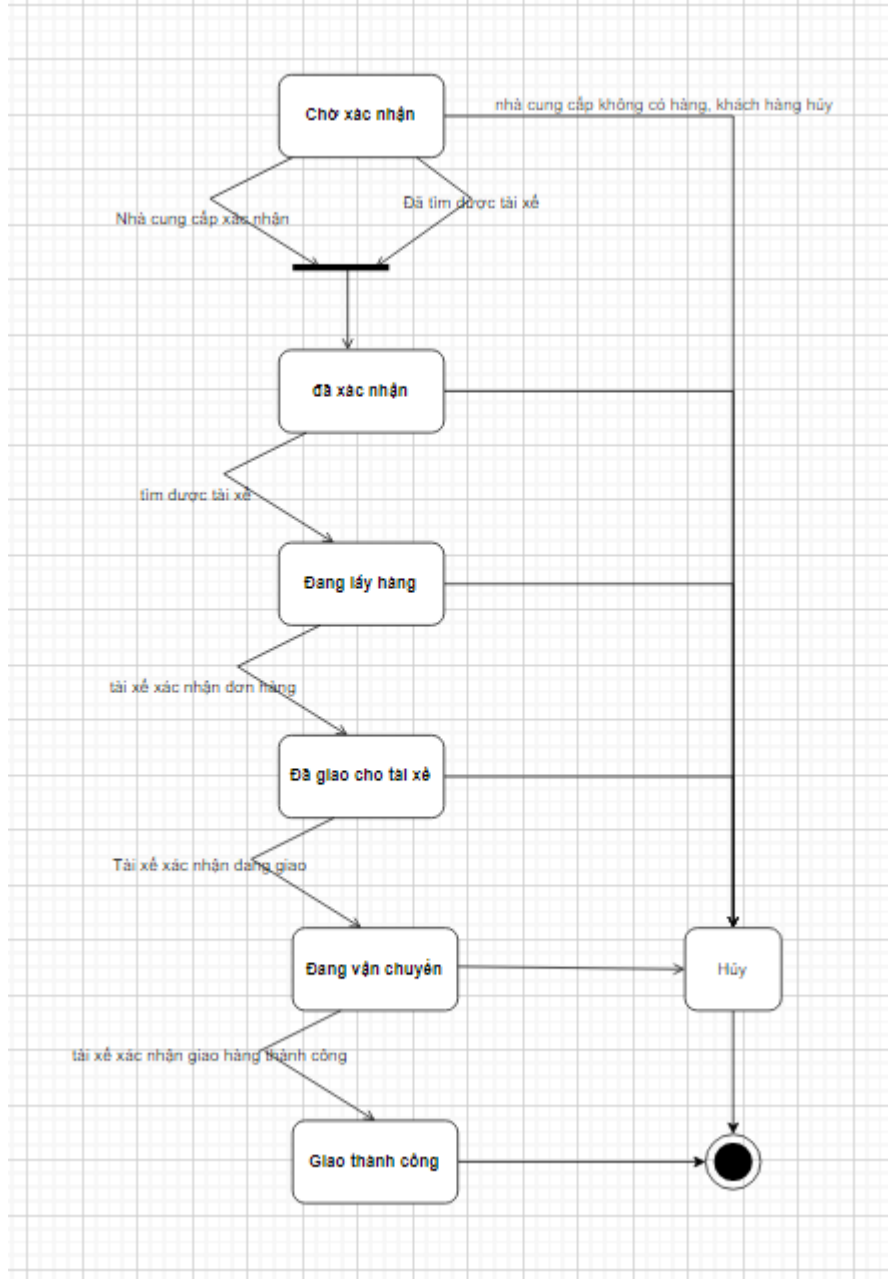 Chờ xác nhận
nhà cung cấp không có hàng, khách hàng hủy
Nhà cung cấp xác nhận
Đã tìm được tài xế
đã xác nhận
tìm được tài xế
Đang lấy hàng
tài xế xác nhận đơn hàng
Đã giao cho tài xế
Tài xế xác nhận đang giao
Đang vận chuyển
Hủy
tài xế xác nhận giao hàng thành công
Giao thành công